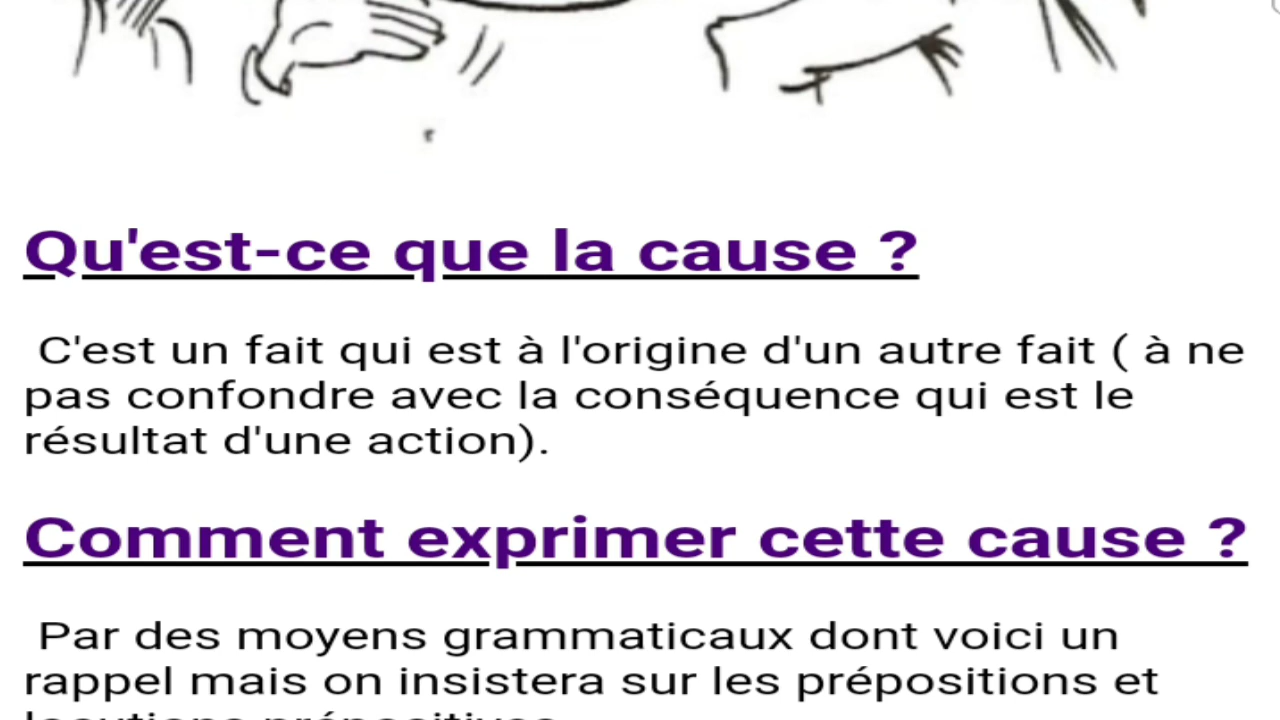 Qu'est-ce que la cause ?
C'est un fait qui est à l'origine d'un autre fait ( à ne
pas confondre avec la conséquence qui est le
résultat d'une action).
Comment exprimer cette cause ?
Par des moyens grammaticaux dont voici un
rappel mais on insistera sur les prépositions et
locutions prépositives